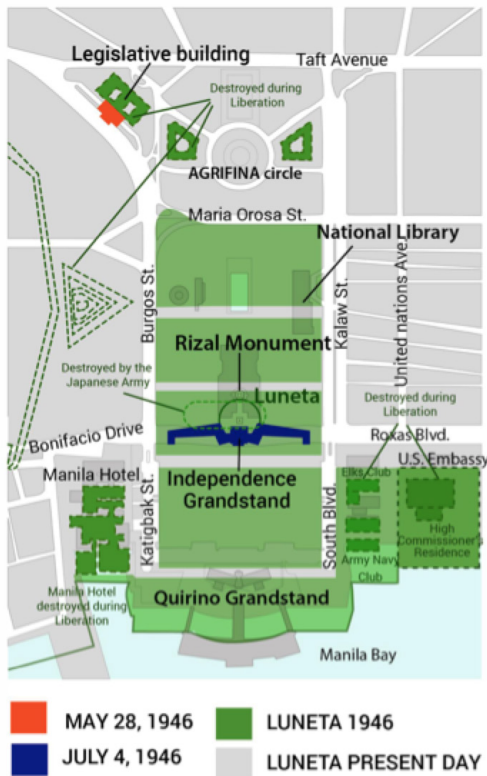 Legislative building
Taft Avenue
Destroyed during
Liberation
AGRIFINA circle
Maria Orosa St.
National Library
Burgos St.
Kalaw St.
United nations Ave.
Rizal Monument
Destroyed by the
Japanese Army
Luneta
Destroyed during
Liberation
Bonifacio Drive
Roxas Blvd.
Manila Hotel
Elks Club
U.S. Embassy
Katigbak St.
Independence
Grandstand
South Blvd.
High
Commissioner's
Residence
Army Navy
Club
Manila Hotel
destroyed during
Liberation
Quirino Grandstand
Manila Bay
MAY 28, 1946
LUNETA 1946
JULY 4, 1946
LUNETA PRESENT DAY